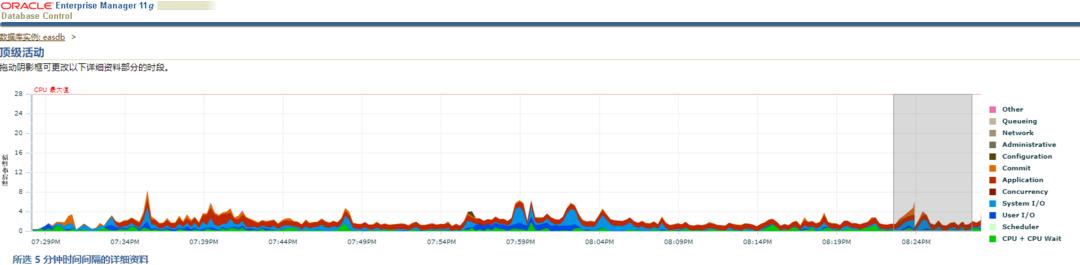 ORACLE Enterprise Manager 11g
Database Control
数据库实例: easdb >
顶级活动
拖动阴影框可更改以下详细资料部分的时段。
CPU 最大值
28
24
20
16
12
8
4
0
活动会话数
07:29PM 07:34PM 07:39PM 07:44PM 07:49PM 07:54PM 07:59PM 08:04PM 08:09PM 08:14PM 08:19PM 08:24PM
Other
Queueing
Network
Administrative
Configuration
Commit
Application
Concurrency
System I/O
User I/O
Scheduler
CPU + CPU Wait
所选 5 分钟时间间隔的详细资料